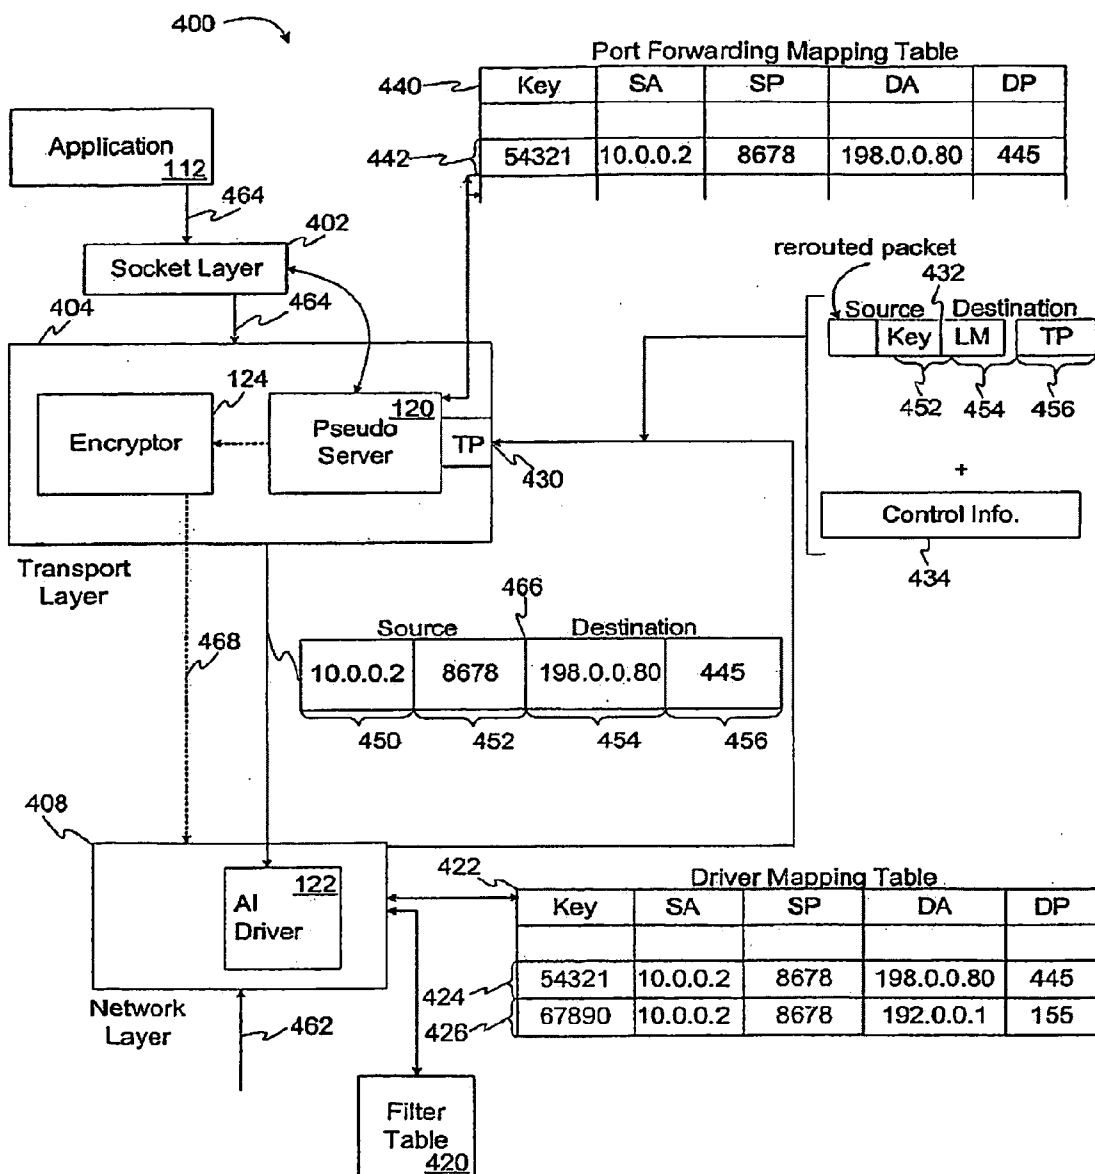 400
Port Forwarding Mapping Table
440
Key SA SP DA DP
442
54321 10.0.0.2 8678 198.0.0.80 445
Application
112
464
402
Socket Layer
404
464
rerouted packet
432
Source Destination
Key LM TP
452 454 456
+
Control Info.
434
124
Encryptor
120
Pseudo
Server
TP
430
Transport
Layer
466
468
Source Destination
10.0.0.2 8678 198.0.0.80 445
450 452 454 456
408
122
AI
Driver
Network
Layer
462
422
Driver Mapping Table
Key SA SP DA DP
424
54321 10.0.0.2 8678 198.0.0.80 445
426
67890 10.0.0.2 8678 192.0.0.1 155
Filter
Table
420